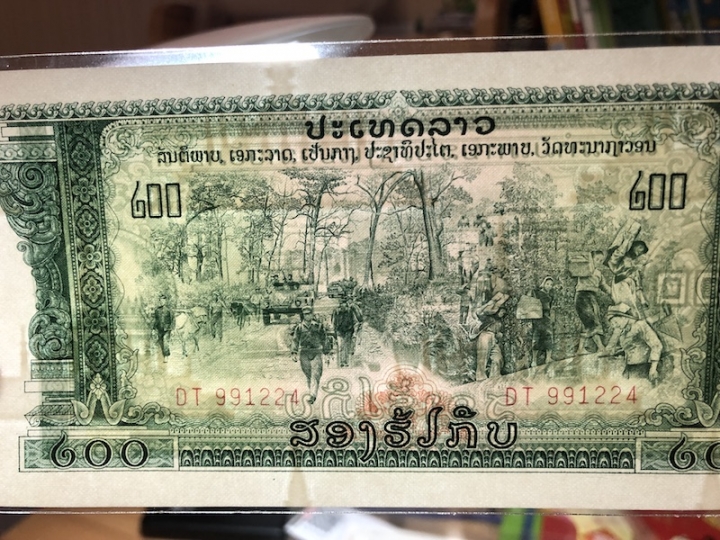 ປະເທດລາວ
ສັນຕິພາບ, ເອກະລາດ, ເປັນກາງ, ປະຊາທິປະໄຕ, ເອກະພາບ, ວັດທະນາຖາວອນ
໒໐໐ ໒໐໐
DT 991224 DT 991224
ສອງຮ້ຽກີບ
໒໐໐ ໒໐